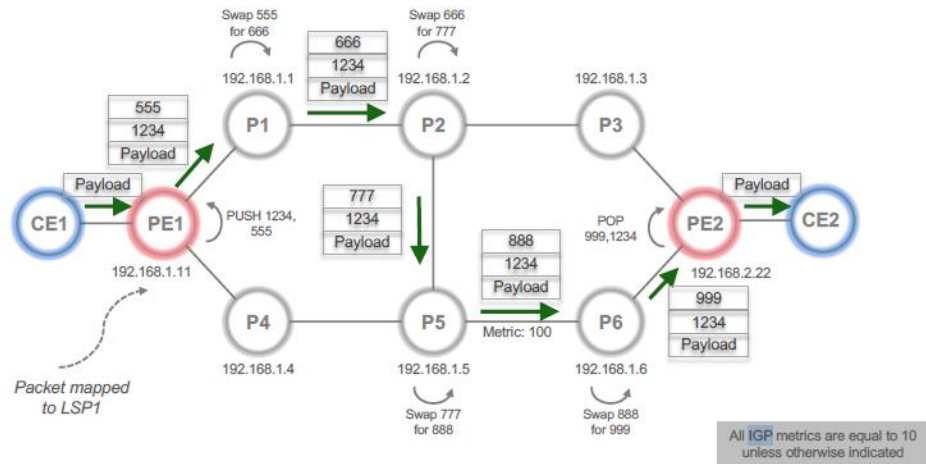 Swap 555
for 666
Swap 666
for 777
666
1234
Payload
192.168.1.1
192.168.1.2
192.168.1.3
555
1234
Payload
P1
P2
P3
Payload
777
1234
Payload
Payload
CE1
PE1
PUSH 1234,
555
888
1234
Payload
POP
999,1234
PE2
CE2
192.168.1.11
192.168.2.22
999
1234
Payload
P4
P5
Metric: 100
P6
192.168.1.4
192.168.1.5
192.168.1.6
Packet mapped
to LSP1
Swap 777
for 888
Swap 888
for 999
All IGP metrics are equal to 10
unless otherwise indicated